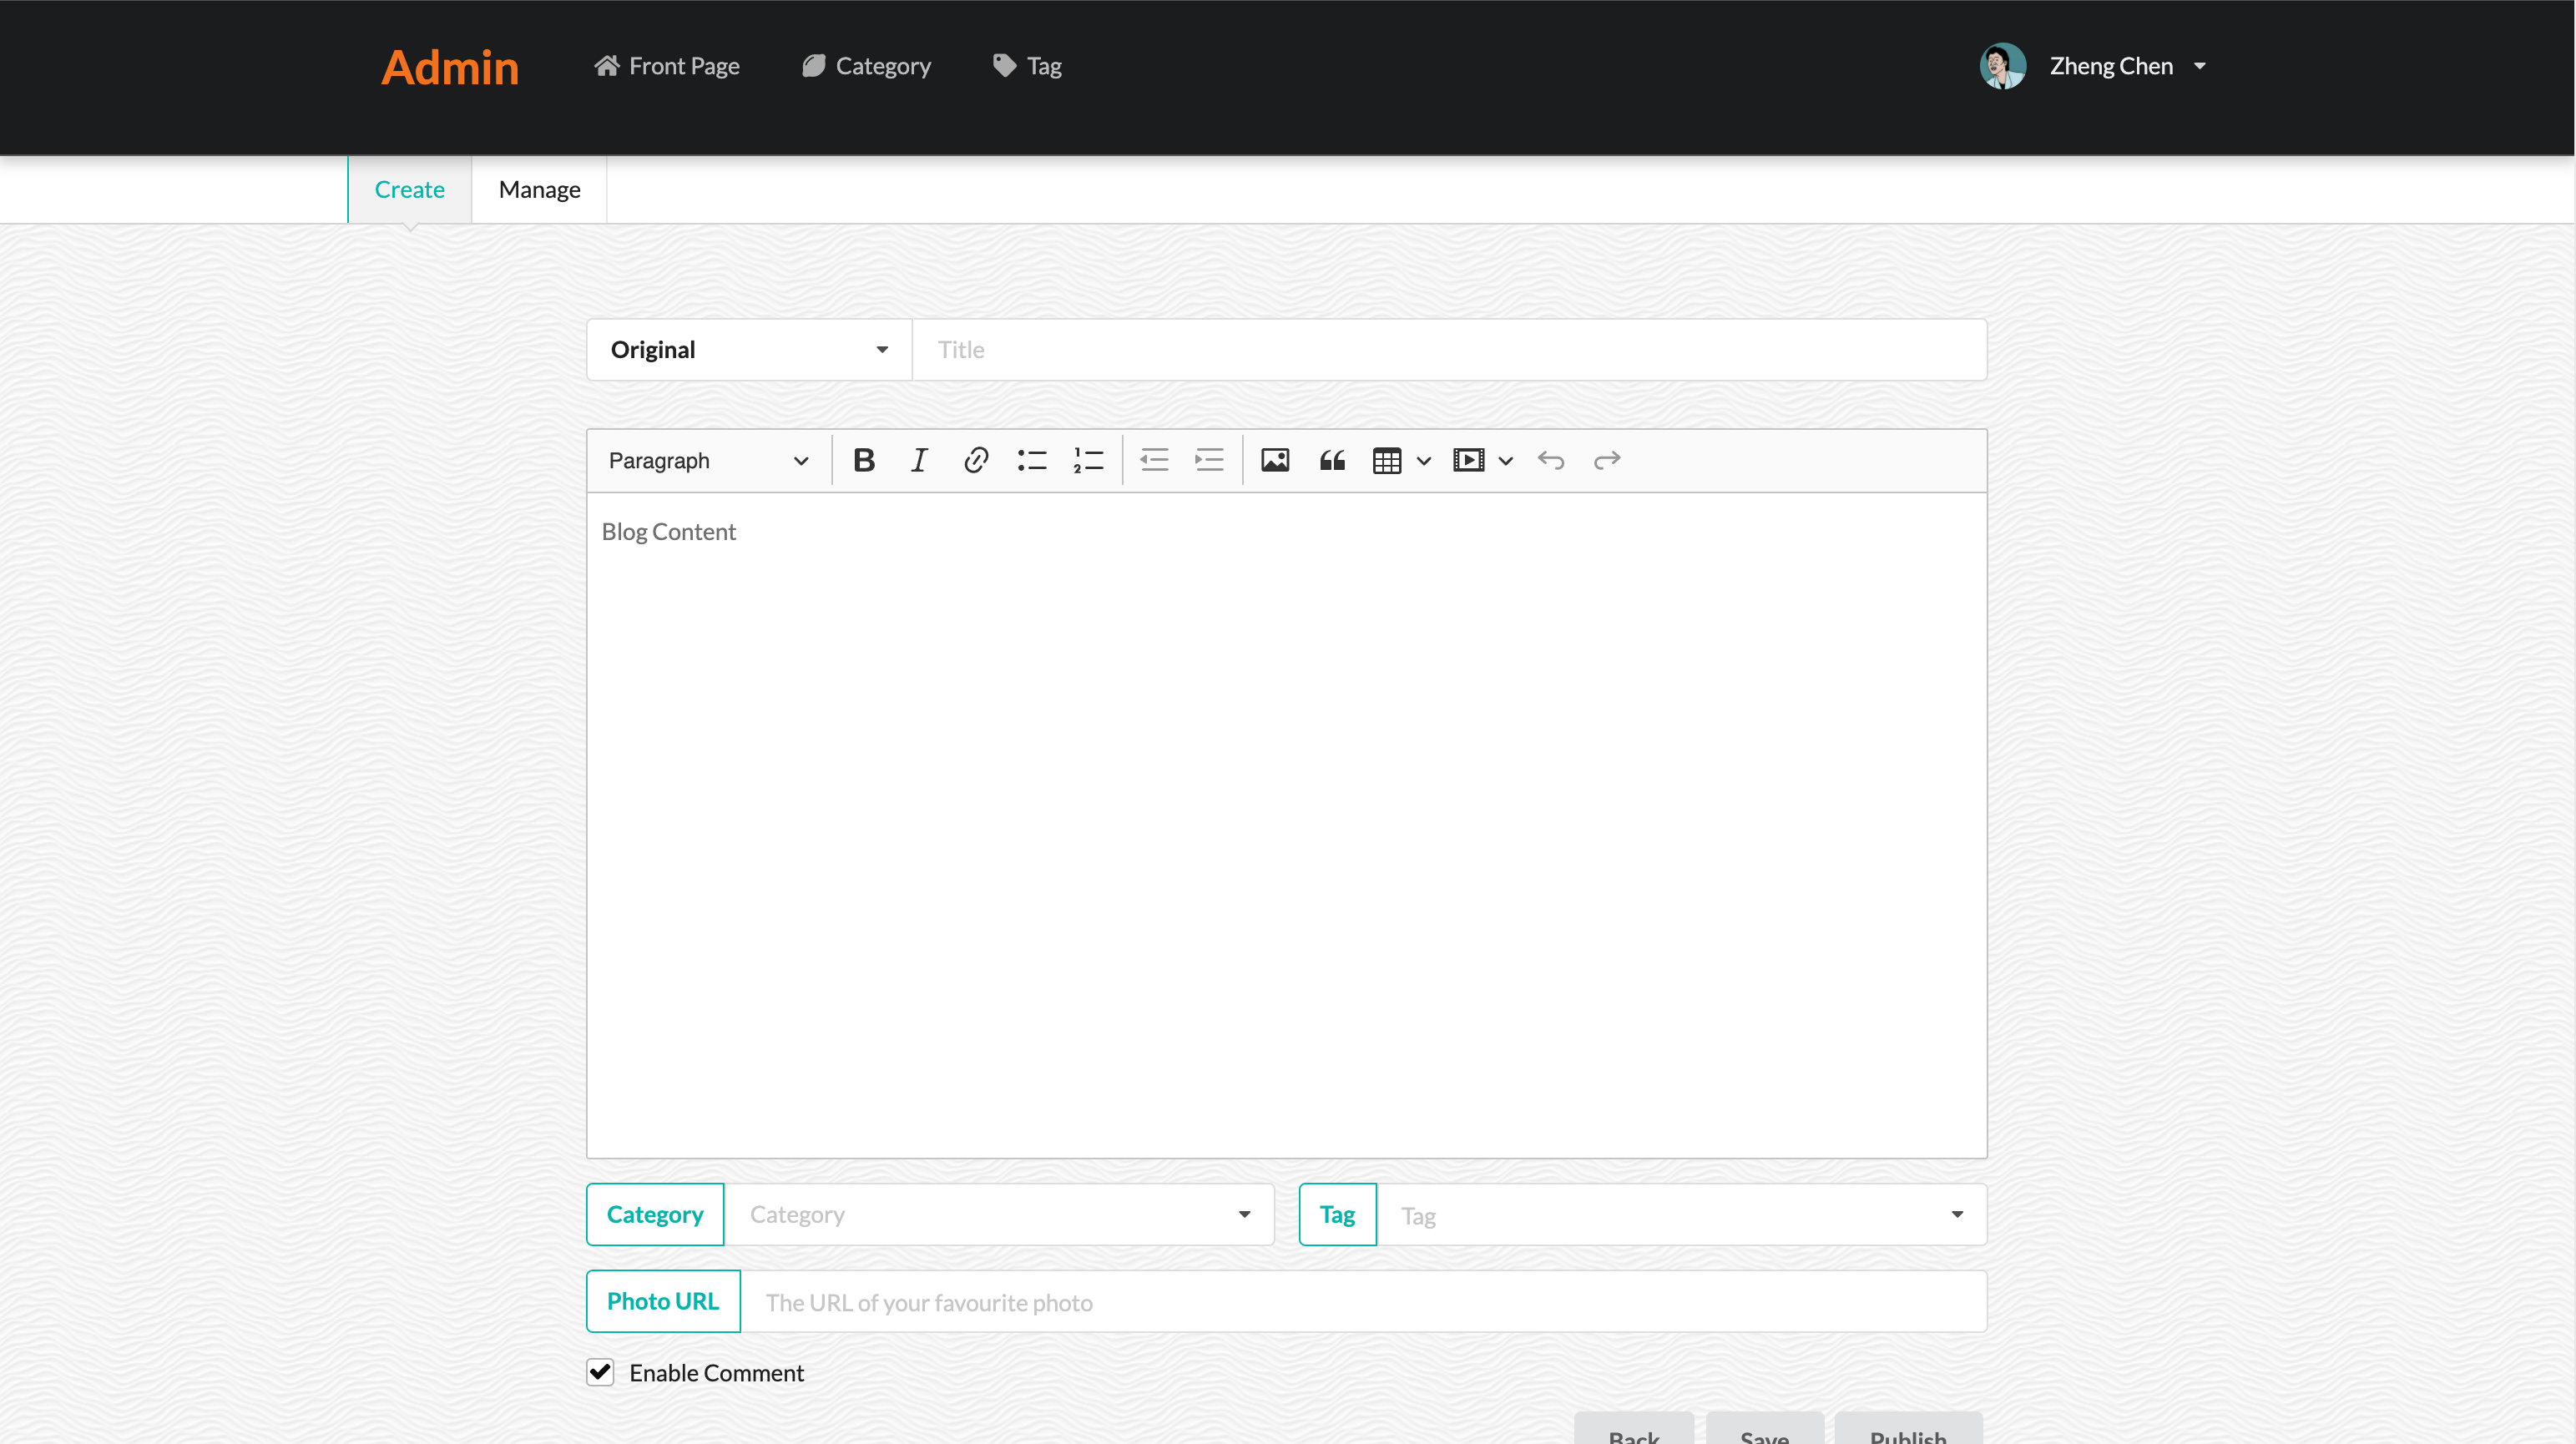 Admin Front Page Category Tag Zheng Chen
Create Manage
Original Title
Paragraph B I
Blog Content
Category Category Tag Tag
Photo URL The URL of your favourite photo
Enable Comment
Back Save Publish